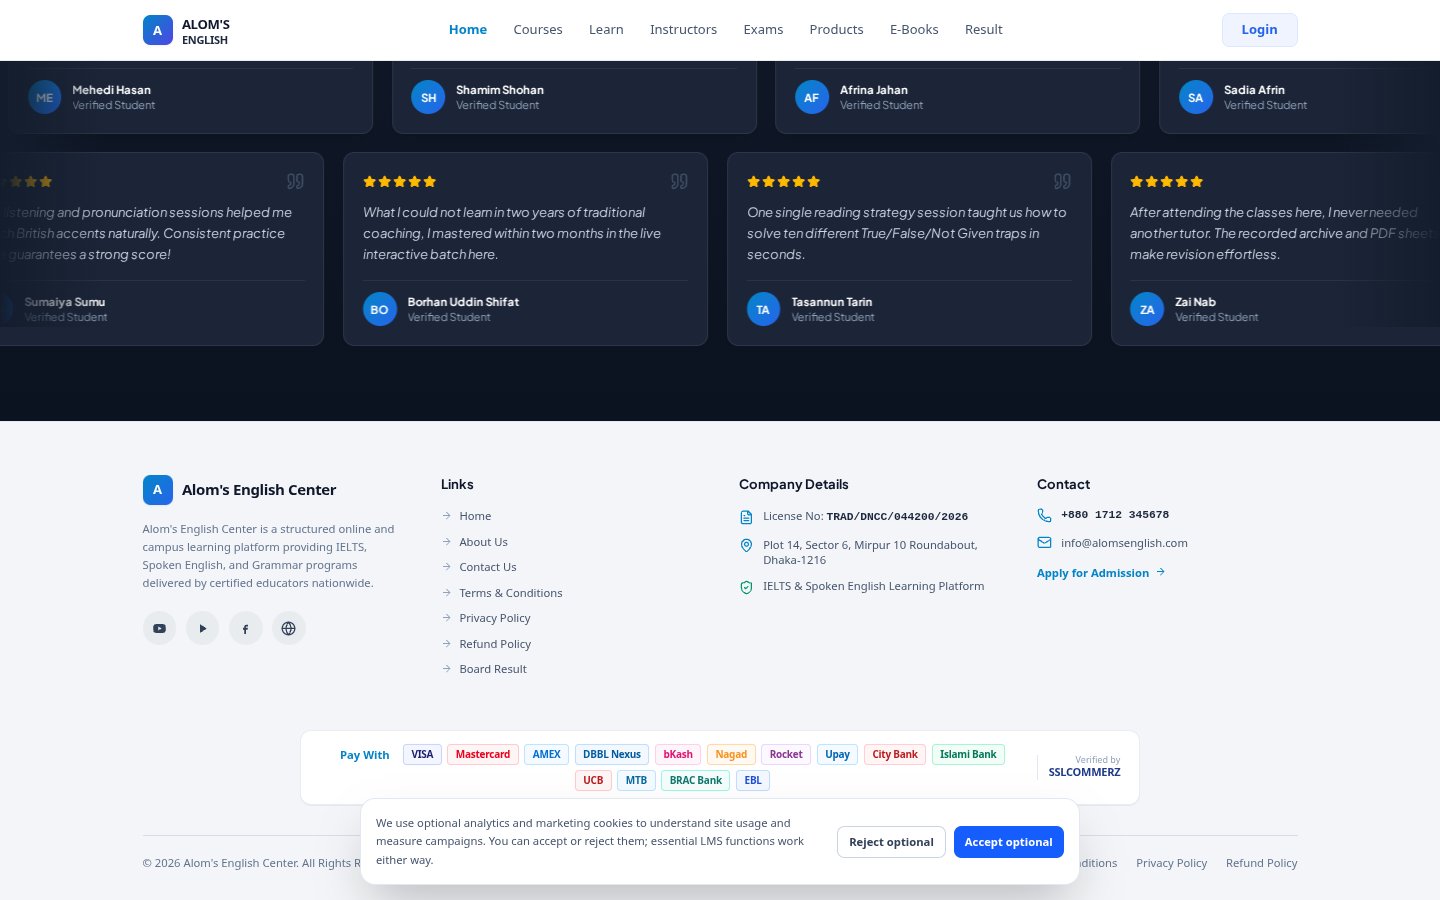 A
ALOM'S
ENGLISH
Home
Courses
Learn
Instructors
Exams
Products
E-Books
Result
Login
ME
Mehedi Hasan
Verified Student
SH
Shamim Shohan
Verified Student
AF
Afrina Jahan
Verified Student
SA
Sadia Afrin
Verified Student
listening and pronunciation sessions helped me
British accents naturally. Consistent practice
guarantees a strong score!
Sumaiya Sumu
Verified Student
What I could not learn in two years of traditional
coaching, I mastered within two months in the live
interactive batch here.
BO
Borhan Uddin Shifat
Verified Student
One single reading strategy session taught us how to
solve ten different True/False/Not Given traps in
seconds.
TA
Tasannun Tarin
Verified Student
After attending the classes here, I never needed
another tutor. The recorded archive and PDF sheets
make revision effortless.
ZA
Zai Nab
Verified Student
A
Alom's English Center
Alom's English Center is a structured online and
campus learning platform providing IELTS,
Spoken English, and Grammar programs
delivered by certified educators nationwide.
Links
Home
About Us
Contact Us
Terms & Conditions
Privacy Policy
Refund Policy
Board Result
Company Details
License No: TRAD/DNCC/044200/2026
Plot 14, Sector 6, Mirpur 10 Roundabout,
Dhaka-1216
IELTS & Spoken English Learning Platform
Contact
+880 1712 345678
info@alomsenglish.com
Apply for Admission
Pay With
VISA
Mastercard
AMEX
DBBL Nexus
bKash
Nagad
Rocket
Upay
City Bank
Islami Bank
UCB
MTB
BRAC Bank
EBL
Verified by
SSLCOMMERZ
We use optional analytics and marketing cookies to understand site usage and
measure campaigns. You can accept or reject them; essential LMS functions work
either way.
Reject optional
Accept optional
© 2026 Alom's English Center. All Rights R
nditions
Privacy Policy
Refund Policy